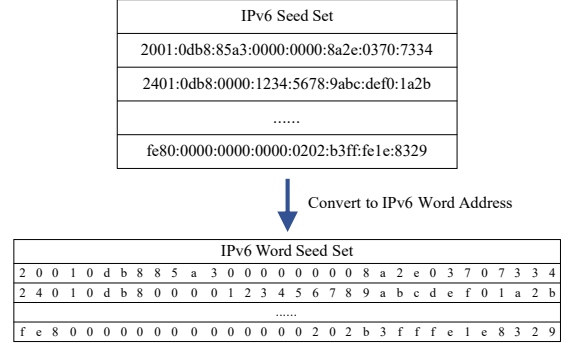 IPv6 Seed Set
2001:0db8:85a3:0000:0000:8a2e:0370:7334
2401:0db8:0000:1234:5678:9abc:def0:1a2b
......
fe80:0000:0000:0000:0202:b3ff:fe1e:8329
Convert to IPv6 Word Address
IPv6 Word Seed Set
2 0 0 1 0 d b 8 8 5 a 3 0 0 0 0 0 0 0 0 8 a 2 e 0 3 7 0 7 3 3 4
2 4 0 1 0 d b 8 0 0 0 0 1 2 3 4 5 6 7 8 9 a b c d e f 0 1 a 2 b
......
f e 8 0 0 0 0 0 0 0 0 0 0 0 0 0 0 2 0 2 b 3 f f f e 1 e 8 3 2 9